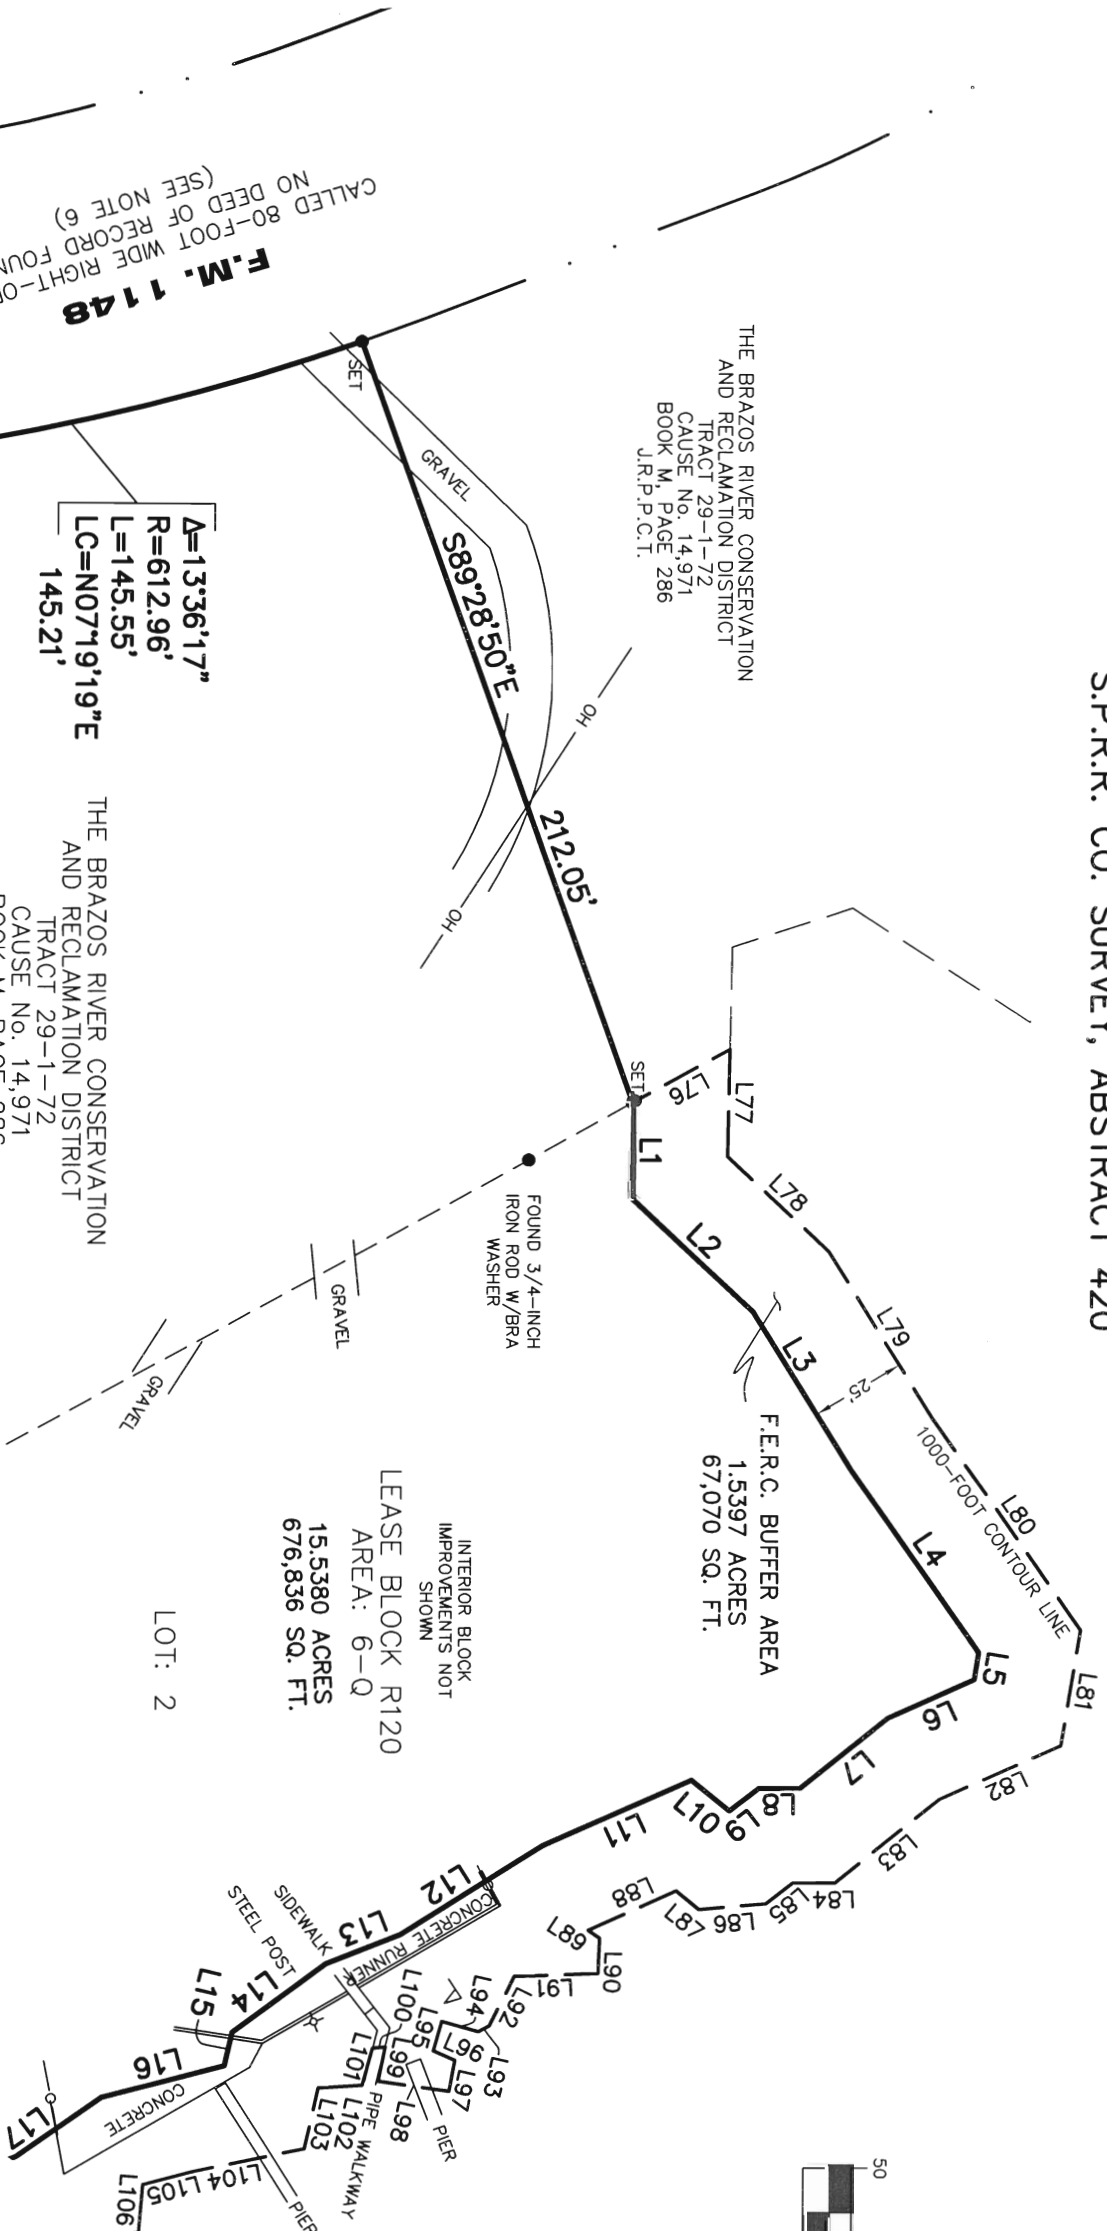 S.P.R.R. CO. SURVEY, ABSTRACT 420
CALLED 80-FOOT WIDE
NO DEED OF RECORD
(SEE NOTE 6)
F.M. 1148
SET
GRAVEL
THE BRAZOS RIVER CONSERVATION
AND RECLAMATION DISTRICT
TRACT 29-1-72
CAUSE No. 14,971
BOOK M, PAGE 286
J.R.P.P.C.T.
S89°28'50"E
212.05'
OH
OH
Δ=13°36'17"
R=612.96'
L=145.55'
LC=N07°19'19"E
145.21'
THE BRAZOS RIVER CONSERVATION
AND RECLAMATION DISTRICT
TRACT 29-1-72
CAUSE No. 14,971
SET
L76
L77
L78
L79
25'
1000-FOOT CONTOUR LINE
L80
L81
L82
L83
L84
L85
L86
L87
L88
L89
L90
L91
L92
L93
L94
L95
L96
L97
L98
L99
L100
L101
L102
L103
L104
L105
L106
L1
L2
L3
L4
L5
L6
L7
L8
L9
L10
L11
L12
L13
L14
L15
L16
L17
FOUND 3/4-INCH
IRON ROD W/BRA
WASHER
GRAVEL
GRAVEL
F.E.R.C. BUFFER AREA
1.5397 ACRES
67,070 SQ. FT.
INTERIOR BLOCK
IMPROVEMENTS NOT
SHOWN
LEASE BLOCK R120
AREA: 6-Q
15.5380 ACRES
676,836 SQ. FT.
LOT: 2
CONCRETE RUNNER
SIDEWALK
STEEL POST
CONCRETE
PIPE WALKWAY
PIER
PIER
50